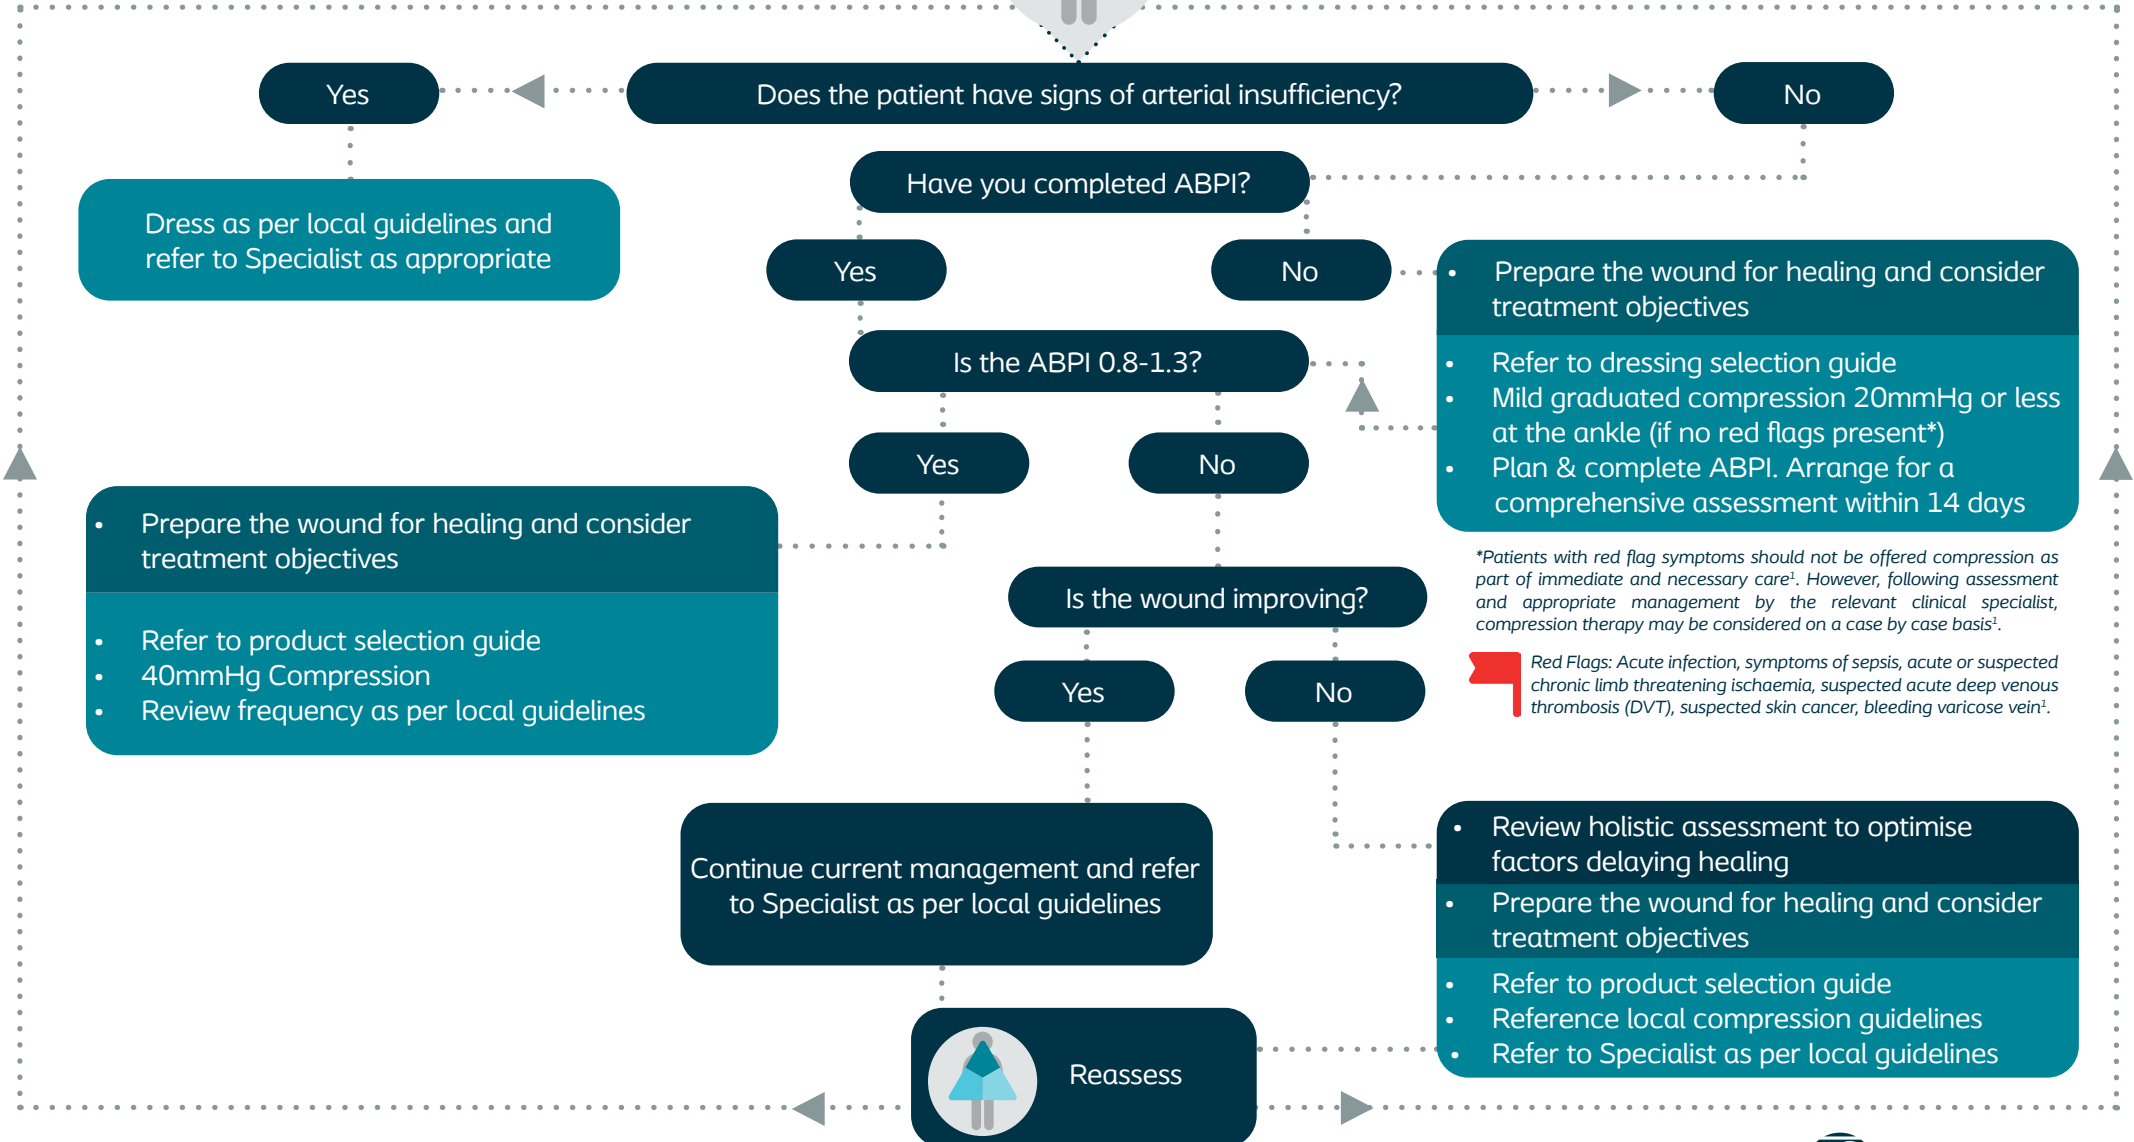 Does the patient have signs of arterial insufficiency?
Yes
No
Dress as per local guidelines and
refer to Specialist as appropriate
Have you completed ABPI?
Yes
No
• Prepare the wound for healing and consider
treatment objectives
• Refer to dressing selection guide
• Mild graduated compression 20mmHg or less
at the ankle (if no red flags present*)
• Plan & complete ABPI. Arrange for a
comprehensive assessment within 14 days
*Patients with red flag symptoms should not be offered compression as
part of immediate and necessary care¹. However, following assessment
and appropriate management by the relevant clinical specialist,
compression therapy may be considered on a case by case basis¹.
Red Flags: Acute infection, symptoms of sepsis, acute or suspected
chronic limb threatening ischaemia, suspected acute deep venous
thrombosis (DVT), suspected skin cancer, bleeding varicose vein¹.
Is the ABPI 0.8-1.3?
Yes
No
• Prepare the wound for healing and consider
treatment objectives
• Refer to product selection guide
• 40mmHg Compression
• Review frequency as per local guidelines
Is the wound improving?
Yes
No
Continue current management and refer
to Specialist as per local guidelines
• Review holistic assessment to optimise
factors delaying healing
• Prepare the wound for healing and consider
treatment objectives
• Refer to product selection guide
• Reference local compression guidelines
• Refer to Specialist as per local guidelines
Reassess